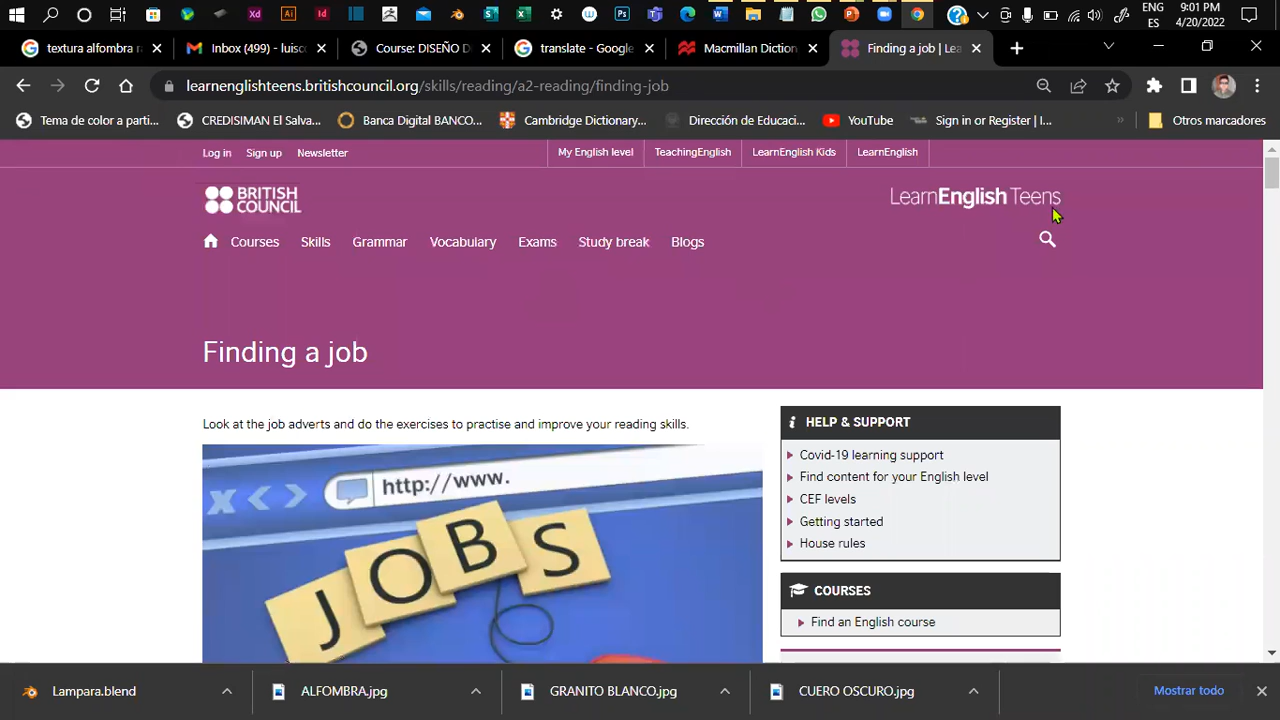 9:01 PM
ENG
ES
4/20/2022
textura alfombra ra
Inbox (499) - luisc
Course: DISEÑO D
translate - Google
Macmillan Diction
Finding a job | Lea
learnenglishteens.britishcouncil.org/skills/reading/a2-reading/finding-job
Tema de color a parti...
CREDISIMAN El Salva...
Banca Digital BANCO...
Cambridge Dictionary...
Dirección de Educaci...
YouTube
Sign in or Register | I...
»
Otros marcadores
Log in
Sign up
Newsletter
My English level
TeachingEnglish
LearnEnglish Kids
LearnEnglish
BRITISH
COUNCIL
LearnEnglish Teens
Courses
Skills
Grammar
Vocabulary
Exams
Study break
Blogs
Finding a job
Look at the job adverts and do the exercises to practise and improve your reading skills.
http://www.
JOBS
HELP & SUPPORT
Covid-19 learning support
Find content for your English level
CEF levels
Getting started
House rules
COURSES
Find an English course
Lampara.blend
ALFOMBRA.jpg
GRANITO BLANCO.jpg
CUERO OSCURO.jpg
Mostrar todo